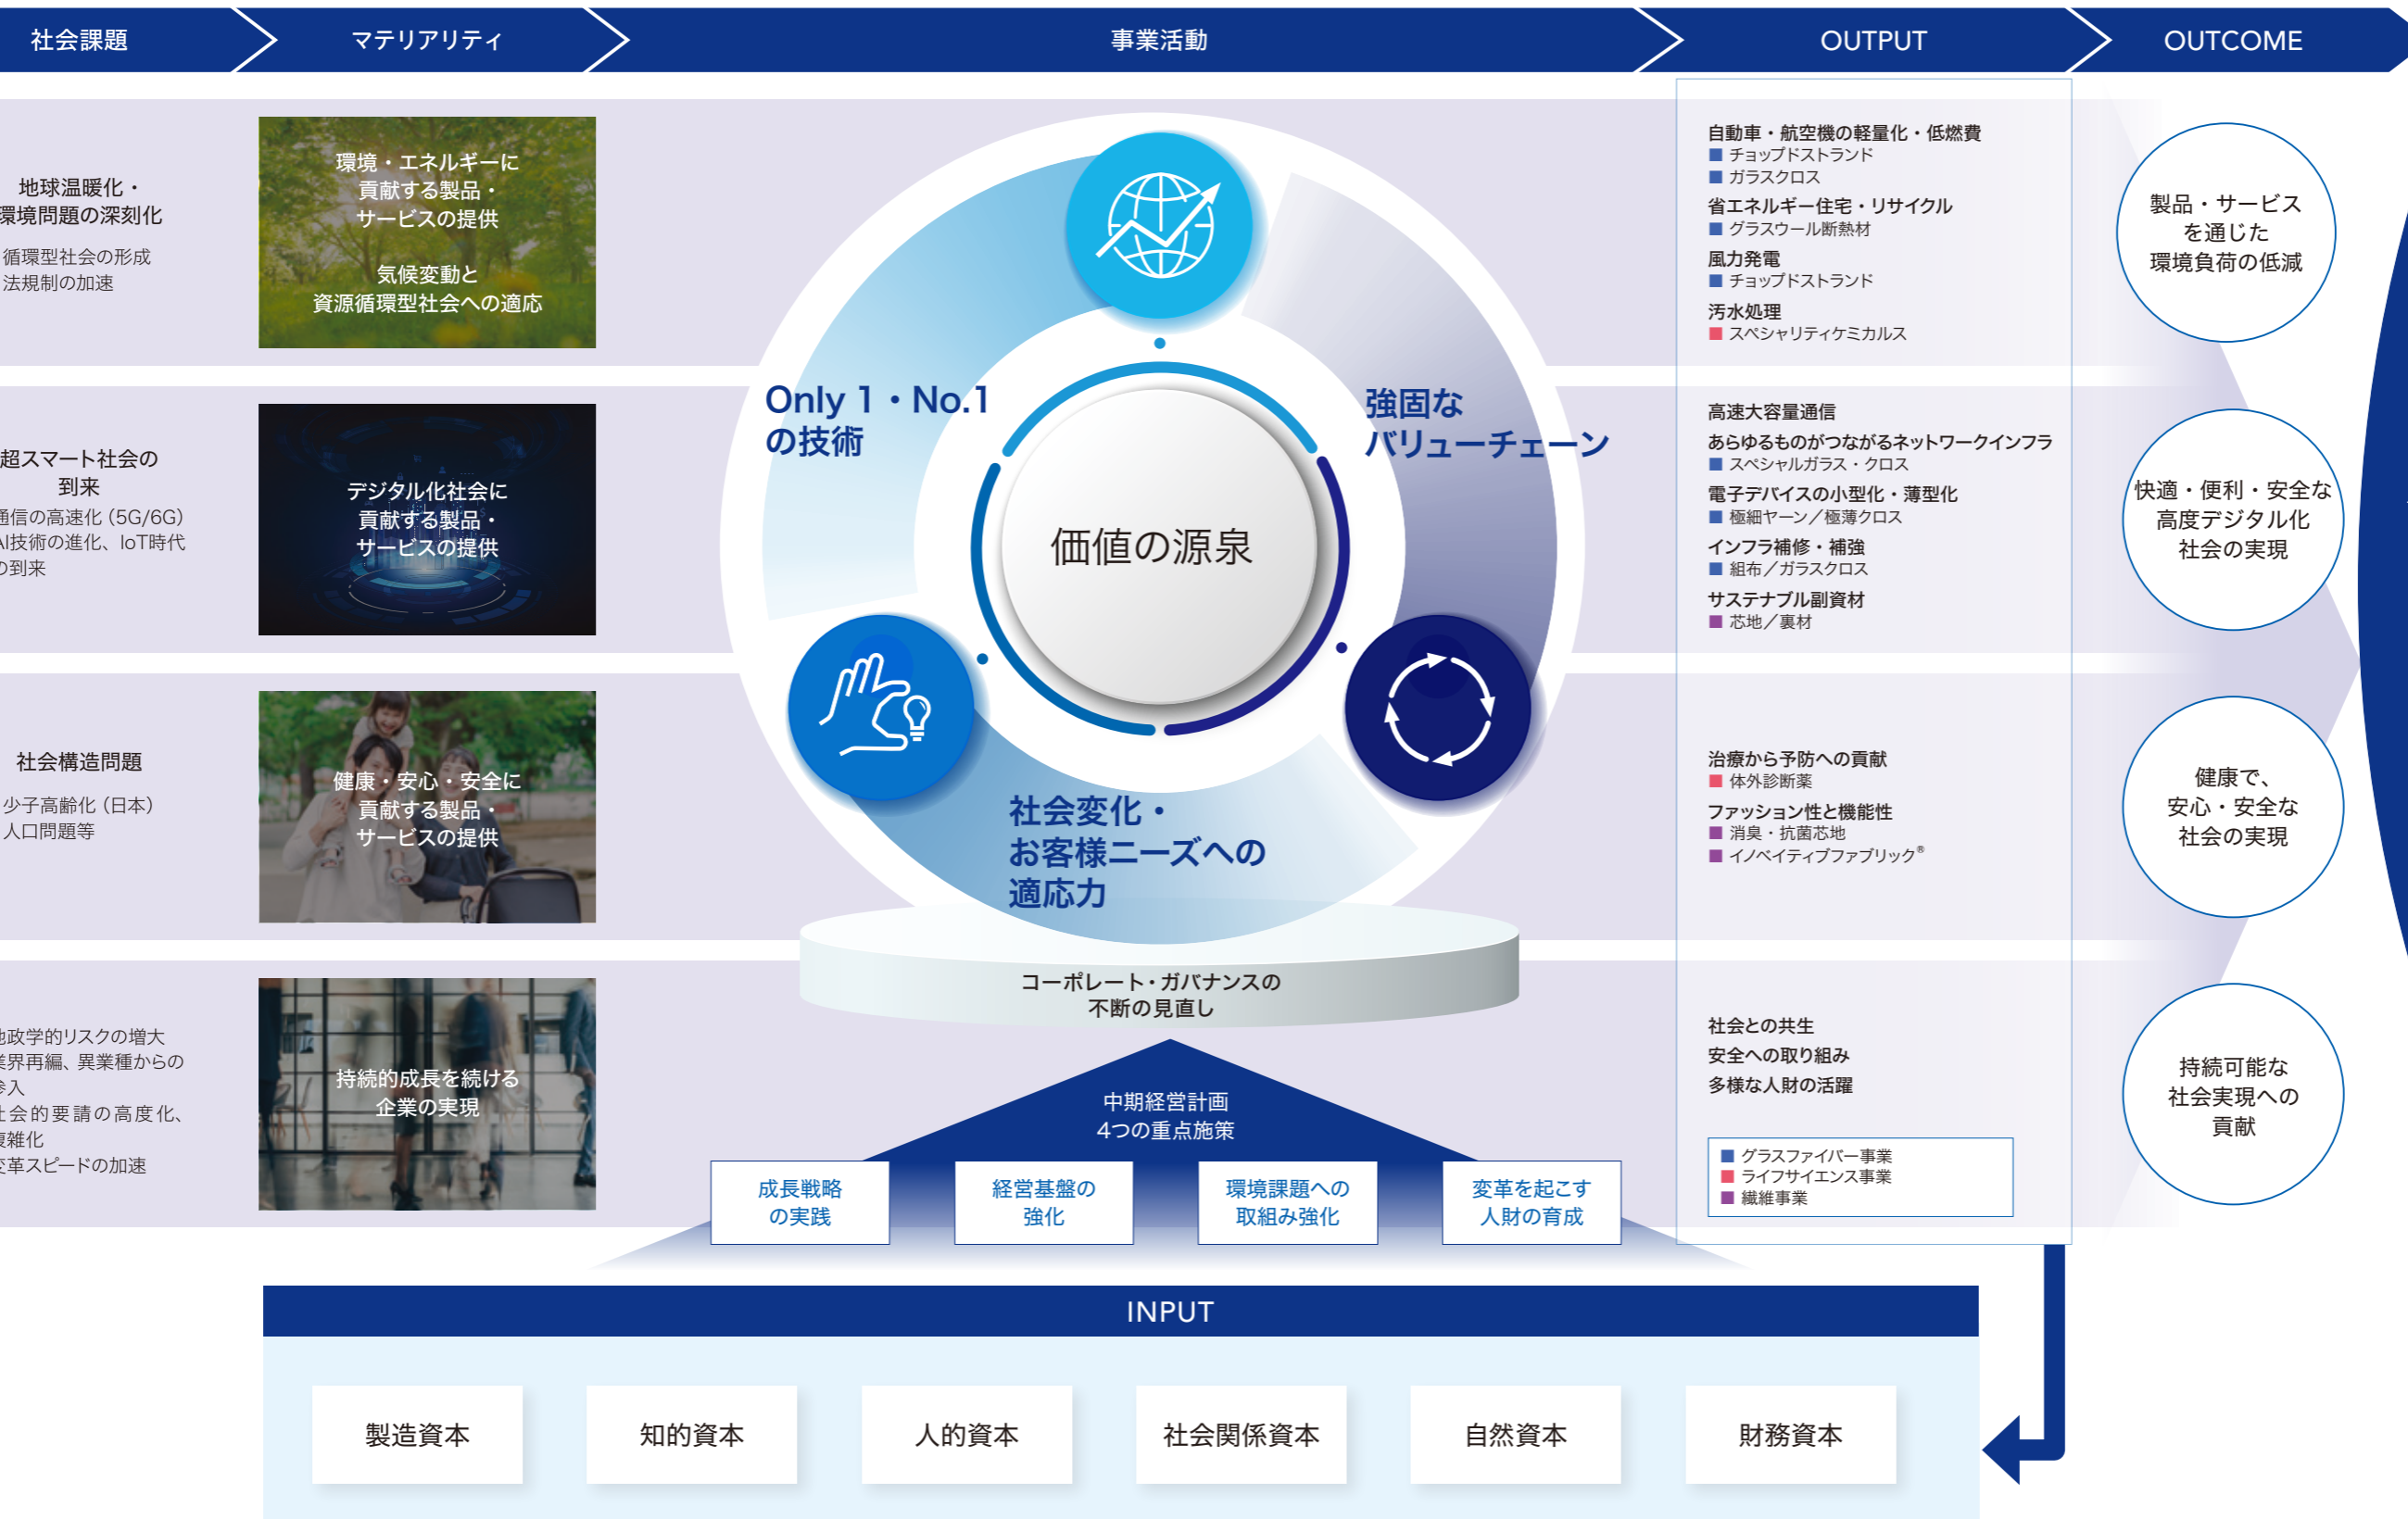 社会課題
マテリアリティ
事業活動
OUTPUT
OUTCOME
地球温暖化・
環境問題の深刻化
循環型社会の形成
法規制の加速
環境・エネルギーに
貢献する製品・
サービスの提供
気候変動と
資源循環型社会への適応
超スマート社会の
到来
通信の高速化（5G/6G）
AI技術の進化、IoT時代
の到来
デジタル化社会に
貢献する製品・
サービスの提供
社会構造問題
少子高齢化（日本）
人口問題等
健康・安心・安全に
貢献する製品・
サービスの提供
地政学的リスクの増大
業界再編、異業種からの
参入
社会的要請の高度化、
複雑化
変革スピードの加速
持続的成長を続ける
企業の実現
Only 1・No.1
の技術
強固な
バリューチェーン
価値の源泉
社会変化・
お客様ニーズへの
適応力
コーポレート・ガバナンスの
不断の見直し
中期経営計画
4つの重点施策
成長戦略
の実践
経営基盤の
強化
環境課題への
取組み強化
変革を起こす
人財の育成
自動車・航空機の軽量化・低燃費
■ チョップドストランド
■ ガラスクロス
省エネルギー住宅・リサイクル
■ グラスウール断熱材
風力発電
■ チョップドストランド
汚水処理
■ スペシャリティケミカルス
高速大容量通信
あらゆるものがつながるネットワークインフラ
■ スペシャルガラス・クロス
電子デバイスの小型化・薄型化
■ 極細ヤーン／極薄クロス
インフラ補修・補強
■ 組布／ガラスクロス
サステナブル副資材
■ 芯地／裏材
治療から予防への貢献
■ 体外診断薬
ファッション性と機能性
■ 消臭・抗菌芯地
■ イノベイティブファブリック®
社会との共生
安全への取り組み
多様な人財の活躍
■ グラスファイバー事業
■ ライフサイエンス事業
■ 繊維事業
製品・サービス
を通じた
環境負荷の低減
快適・便利・安全な
高度デジタル化
社会の実現
健康で、
安心・安全な
社会の実現
持続可能な
社会実現への
貢献
INPUT
製造資本
知的資本
人的資本
社会関係資本
自然資本
財務資本